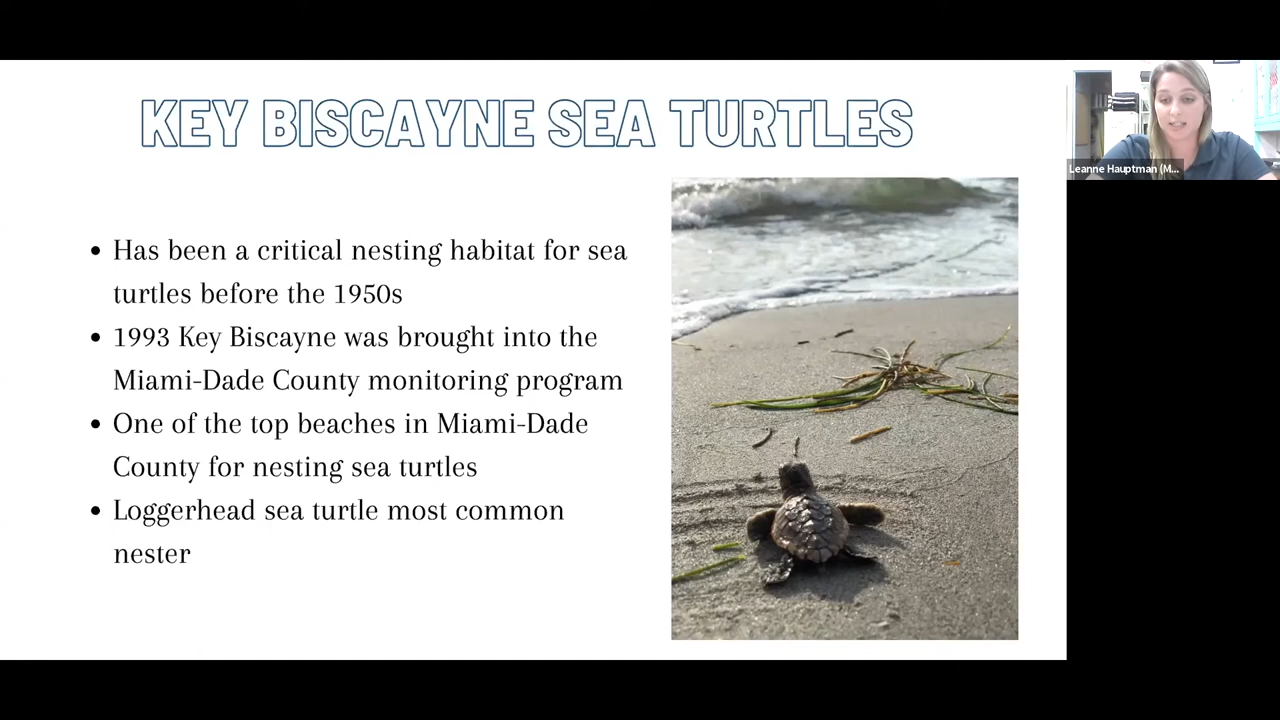 KEY BISCAYNE SEA TURTLES
• Has been a critical nesting habitat for sea
turtles before the 1950s
• 1993 Key Biscayne was brought into the
Miami-Dade County monitoring program
• One of the top beaches in Miami-Dade
County for nesting sea turtles
• Loggerhead sea turtle most common
nester
Leanne Hauptman (M...